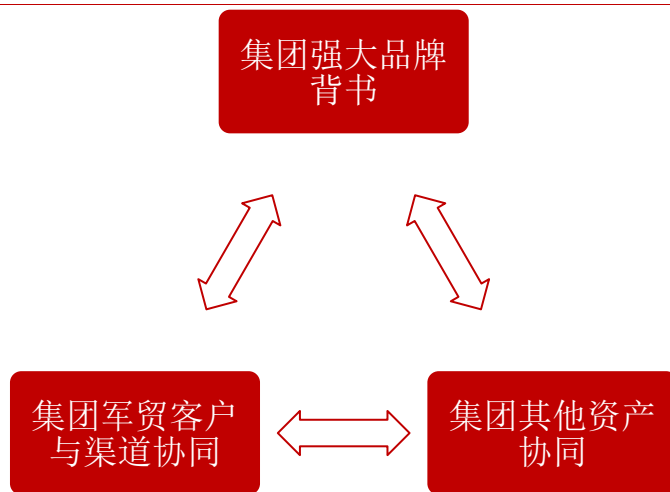 集团强大品牌
背书
集团军贸客户
与渠道协同
集团其他资产
协同